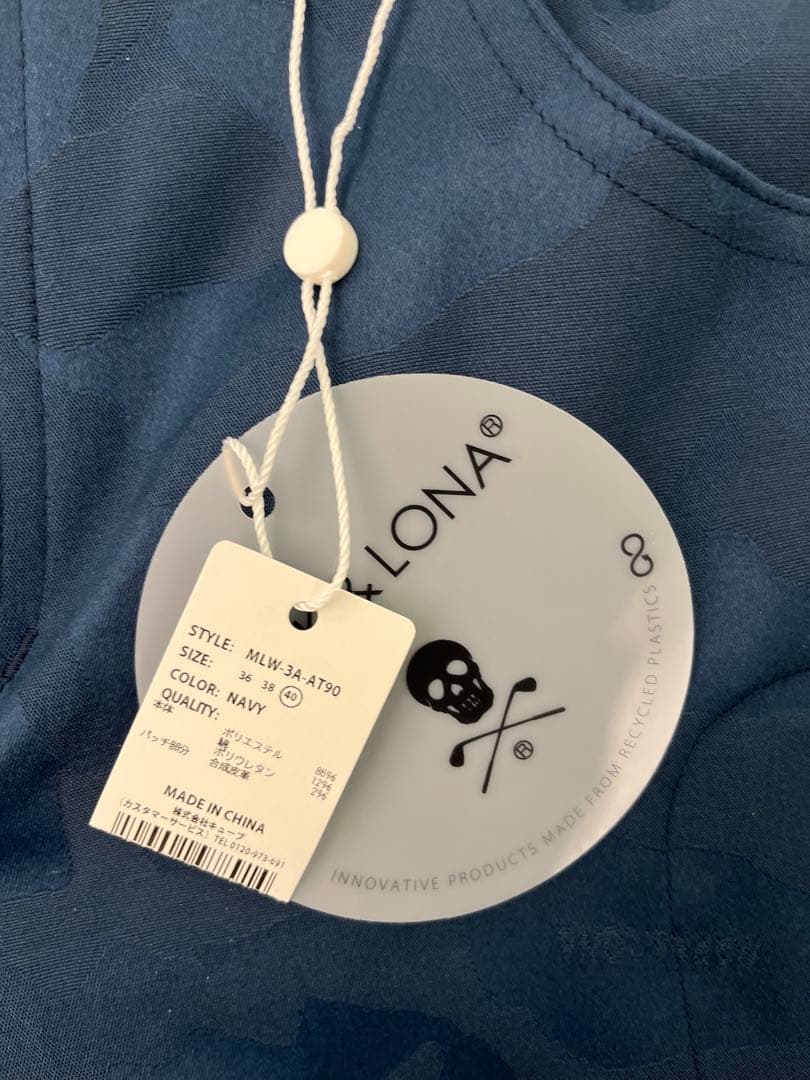 & LONA®
8
®
INNOVATIVE PRODUCTS MADE FROM RECYCLED PLASTICS
STYLE: MLW-3A-AT90
SIZE: 36 38 40
COLOR: NAVY
QUALITY:
本体 ポリエステル 86%
綿 12%
ポリウレタン 2%
パッチ部分 合成皮革
MADE IN CHINA
株式会社キューブ
(カスタマーサービス) TEL 0120-973-691